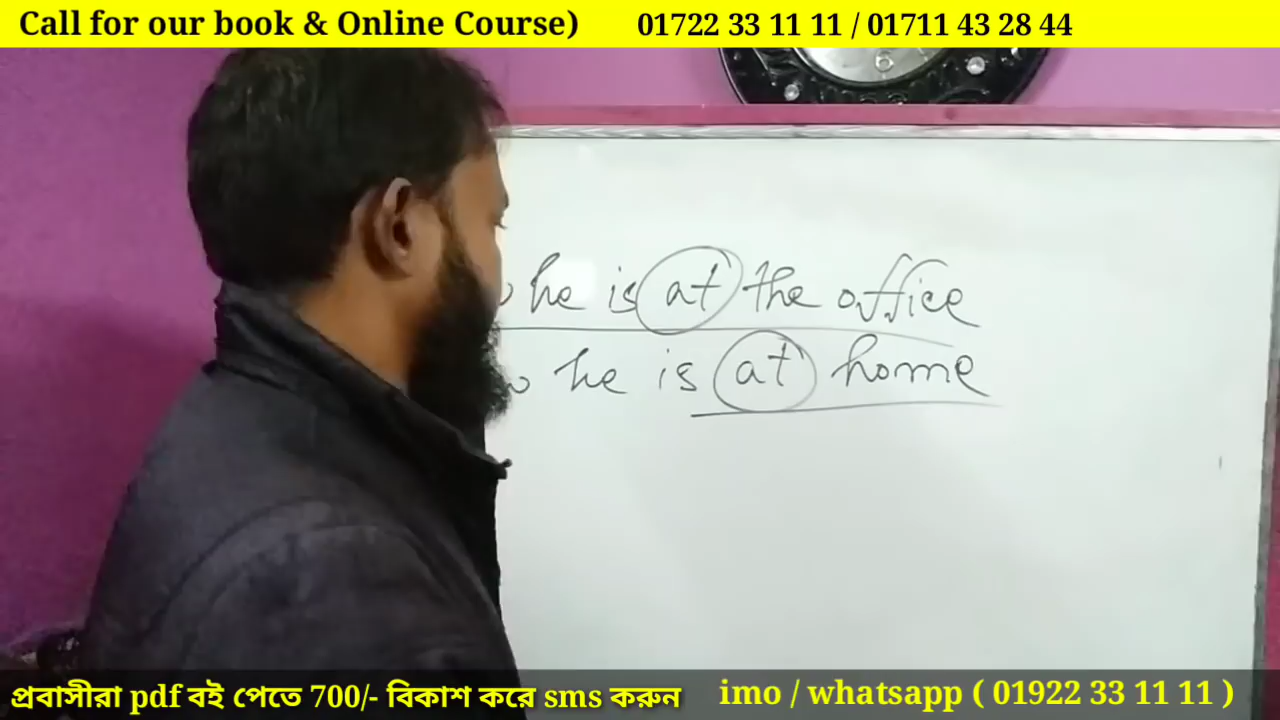 Call for our book & Online Course) 01722 33 11 11 / 01711 43 28 44
he is at the office
he is at home
প্রবাসীরা pdf বই পেতে 700/- বিকাশ করে sms করুন imo / whatsapp ( 01922 33 11 11 )